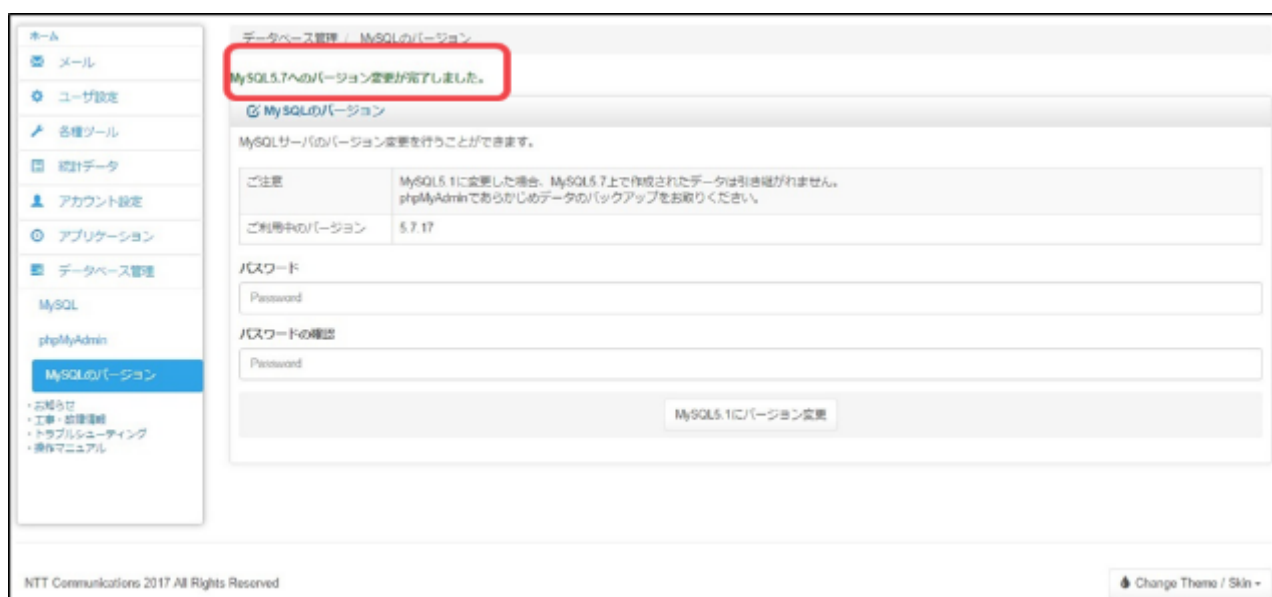 ホーム
メール
ユーザ設定
各種ツール
統計データ
アカウント設定
アプリケーション
データベース管理
MySQL
phpMyAdmin
MySQLのバージョン
・お知らせ
・工事・故障情報
・トラブルシューティング
・操作マニュアル
データベース管理 / MySQLのバージョン
MySQL5.7へのバージョン変更が完了しました。
MySQLのバージョン
MySQLサーバのバージョン変更を行うことができます。
ご注意
MySQL5.1に変更した場合、MySQL5.7上で作成されたデータは引き継がれません。
phpMyAdminであらかじめデータのバックアップをお取りください。
ご利用中のバージョン 5.7.17
パスワード
Password
パスワードの確認
Password
MySQL5.1にバージョン変更
NTT Communications 2017 All Rights Reserved
Change Theme / Skin